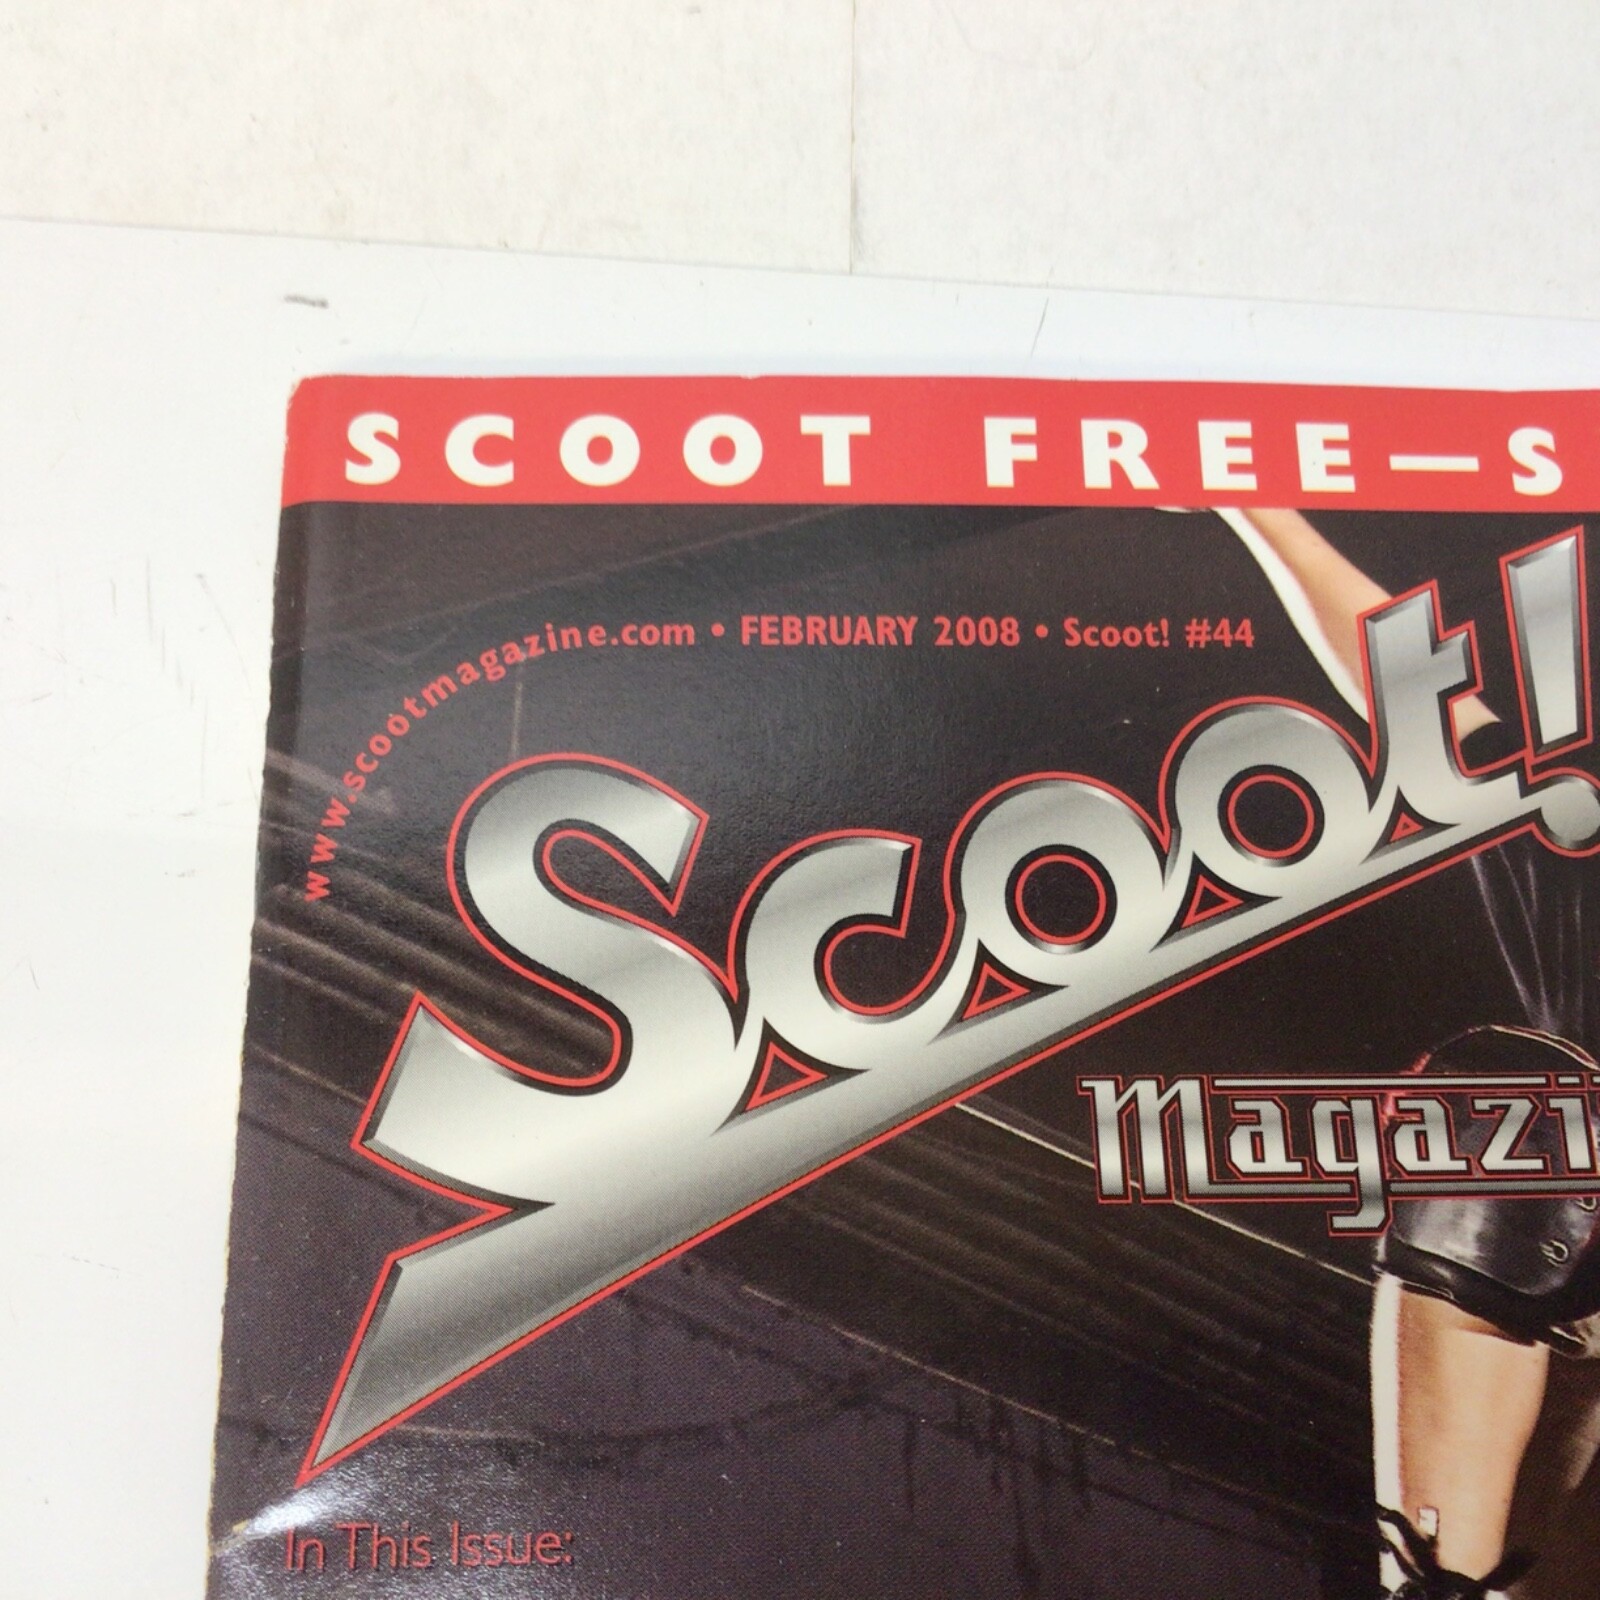 SCOOT FREE—S
www.scootmagazine.com • FEBRUARY 2008 • Scoot! #44
Scoot!
Magazi
In This Issue: